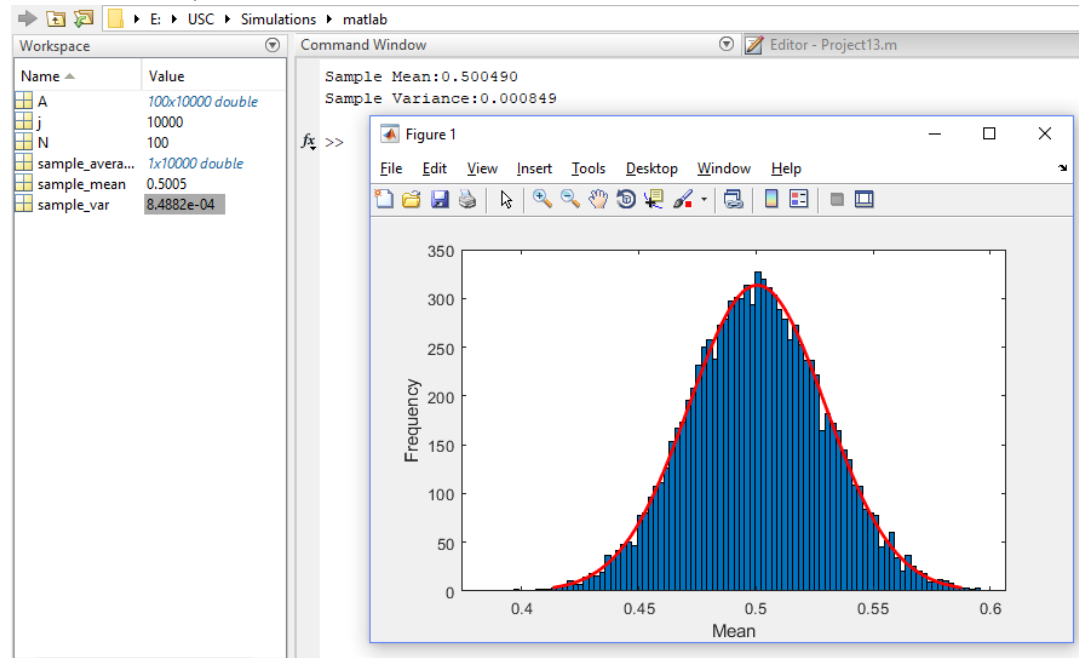 E: USC Simulations matlab
Workspace
Name Value
A 100x10000 double
j 10000
N 100
sample_avera... 1x10000 double
sample_mean 0.5005
sample_var 8.4882e-04
Command Window
Editor - Project13.m
Sample Mean:0.500490
Sample Variance:0.000849
fx >>
Figure 1
File Edit View Insert Tools Desktop Window Help
350
300
250
200
150
100
50
0
Frequency
0.4 0.45 0.5 0.55 0.6
Mean